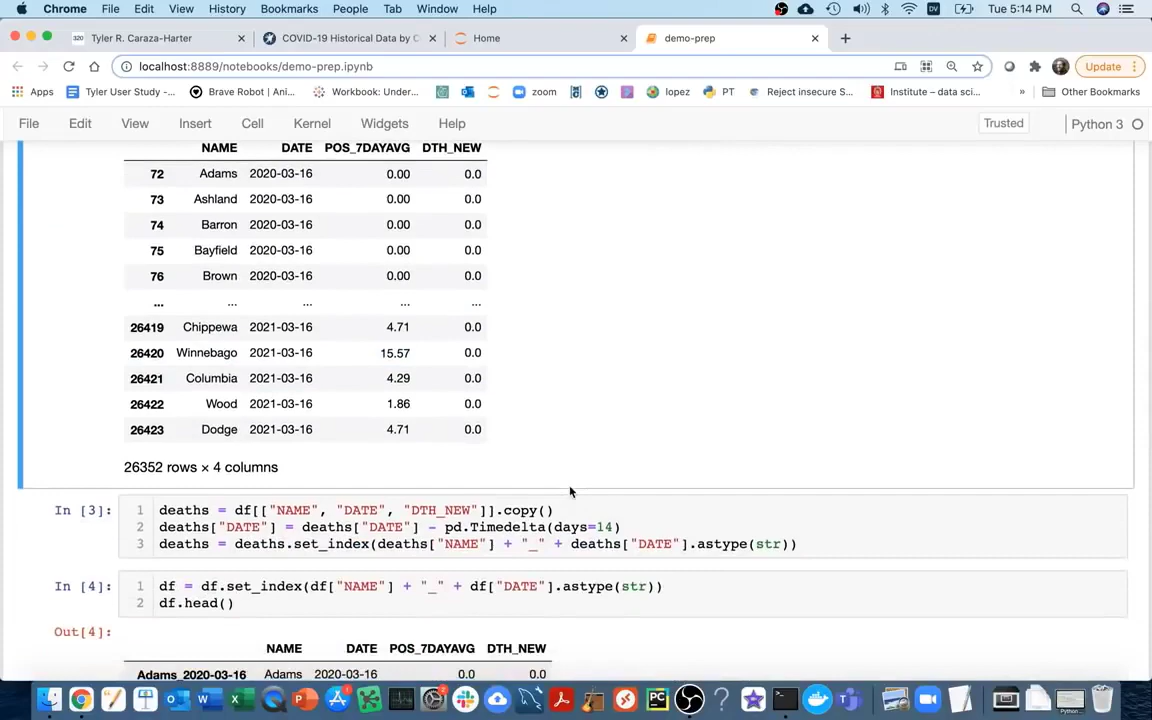 Chrome File Edit View History Bookmarks People Tab Window Help Tue 5:14 PM
Tyler R. Caraza-Harter COVID-19 Historical Data by C Home demo-prep
localhost:8889/notebooks/demo-prep.ipynb Update
Apps Tyler User Study -... Brave Robot | Ani... Workbook: Under... zoom lopez PT Reject insecure S... Institute – data sci... » Other Bookmarks
File Edit View Insert Cell Kernel Widgets Help Trusted Python 3
NAME DATE POS_7DAYAVG DTH_NEW
72 Adams 2020-03-16 0.00 0.0
73 Ashland 2020-03-16 0.00 0.0
74 Barron 2020-03-16 0.00 0.0
75 Bayfield 2020-03-16 0.00 0.0
76 Brown 2020-03-16 0.00 0.0
... ... ... ... ...
26419 Chippewa 2021-03-16 4.71 0.0
26420 Winnebago 2021-03-16 15.57 0.0
26421 Columbia 2021-03-16 4.29 0.0
26422 Wood 2021-03-16 1.86 0.0
26423 Dodge 2021-03-16 4.71 0.0
26352 rows × 4 columns
In [3]: 1 deaths = df[["NAME", "DATE", "DTH_NEW"]].copy()
2 deaths["DATE"] = deaths["DATE"] - pd.Timedelta(days=14)
3 deaths = deaths.set_index(deaths["NAME"] + "_" + deaths["DATE"].astype(str))
In [4]: 1 df = df.set_index(df["NAME"] + "_" + df["DATE"].astype(str))
2 df.head()
Out[4]:
NAME DATE POS_7DAYAVG DTH_NEW
Adams_2020-03-16 Adams 2020-03-16 0.0 0.0